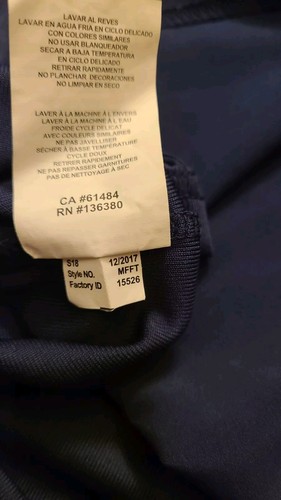 LAVAR AL REVES
LAVAR EN AGUA FRIA EN CICLO DELICADO
CON COLORES SIMILARES
NO USAR BLANQUEADOR
SECAR A BAJA TEMPERATURA
EN CICLO DELICADO
RETIRAR RAPIDAMENTE
NO PLANCHAR DECORACIONES
NO LIMPIAR EN SECO
LAVER À LA MACHINE À L'ENVERS
LAVER À LA MACHINE À L'EAU
FROIDE CYCLE DELICAT
AVEC COULEURS SIMILAIRES
NE PAS JAVELLIRER
SÉCHER À BASSE TEMPERATURE
CYCLE DOUX
RETIRER RAPIDEMENT
NE PAS REPASSER GARNITURES
PAS DE NETTOYAGE À SEC
CA #61484
RN #136380
S18 12/2017
Style NO. MFFT
Factory ID 15526